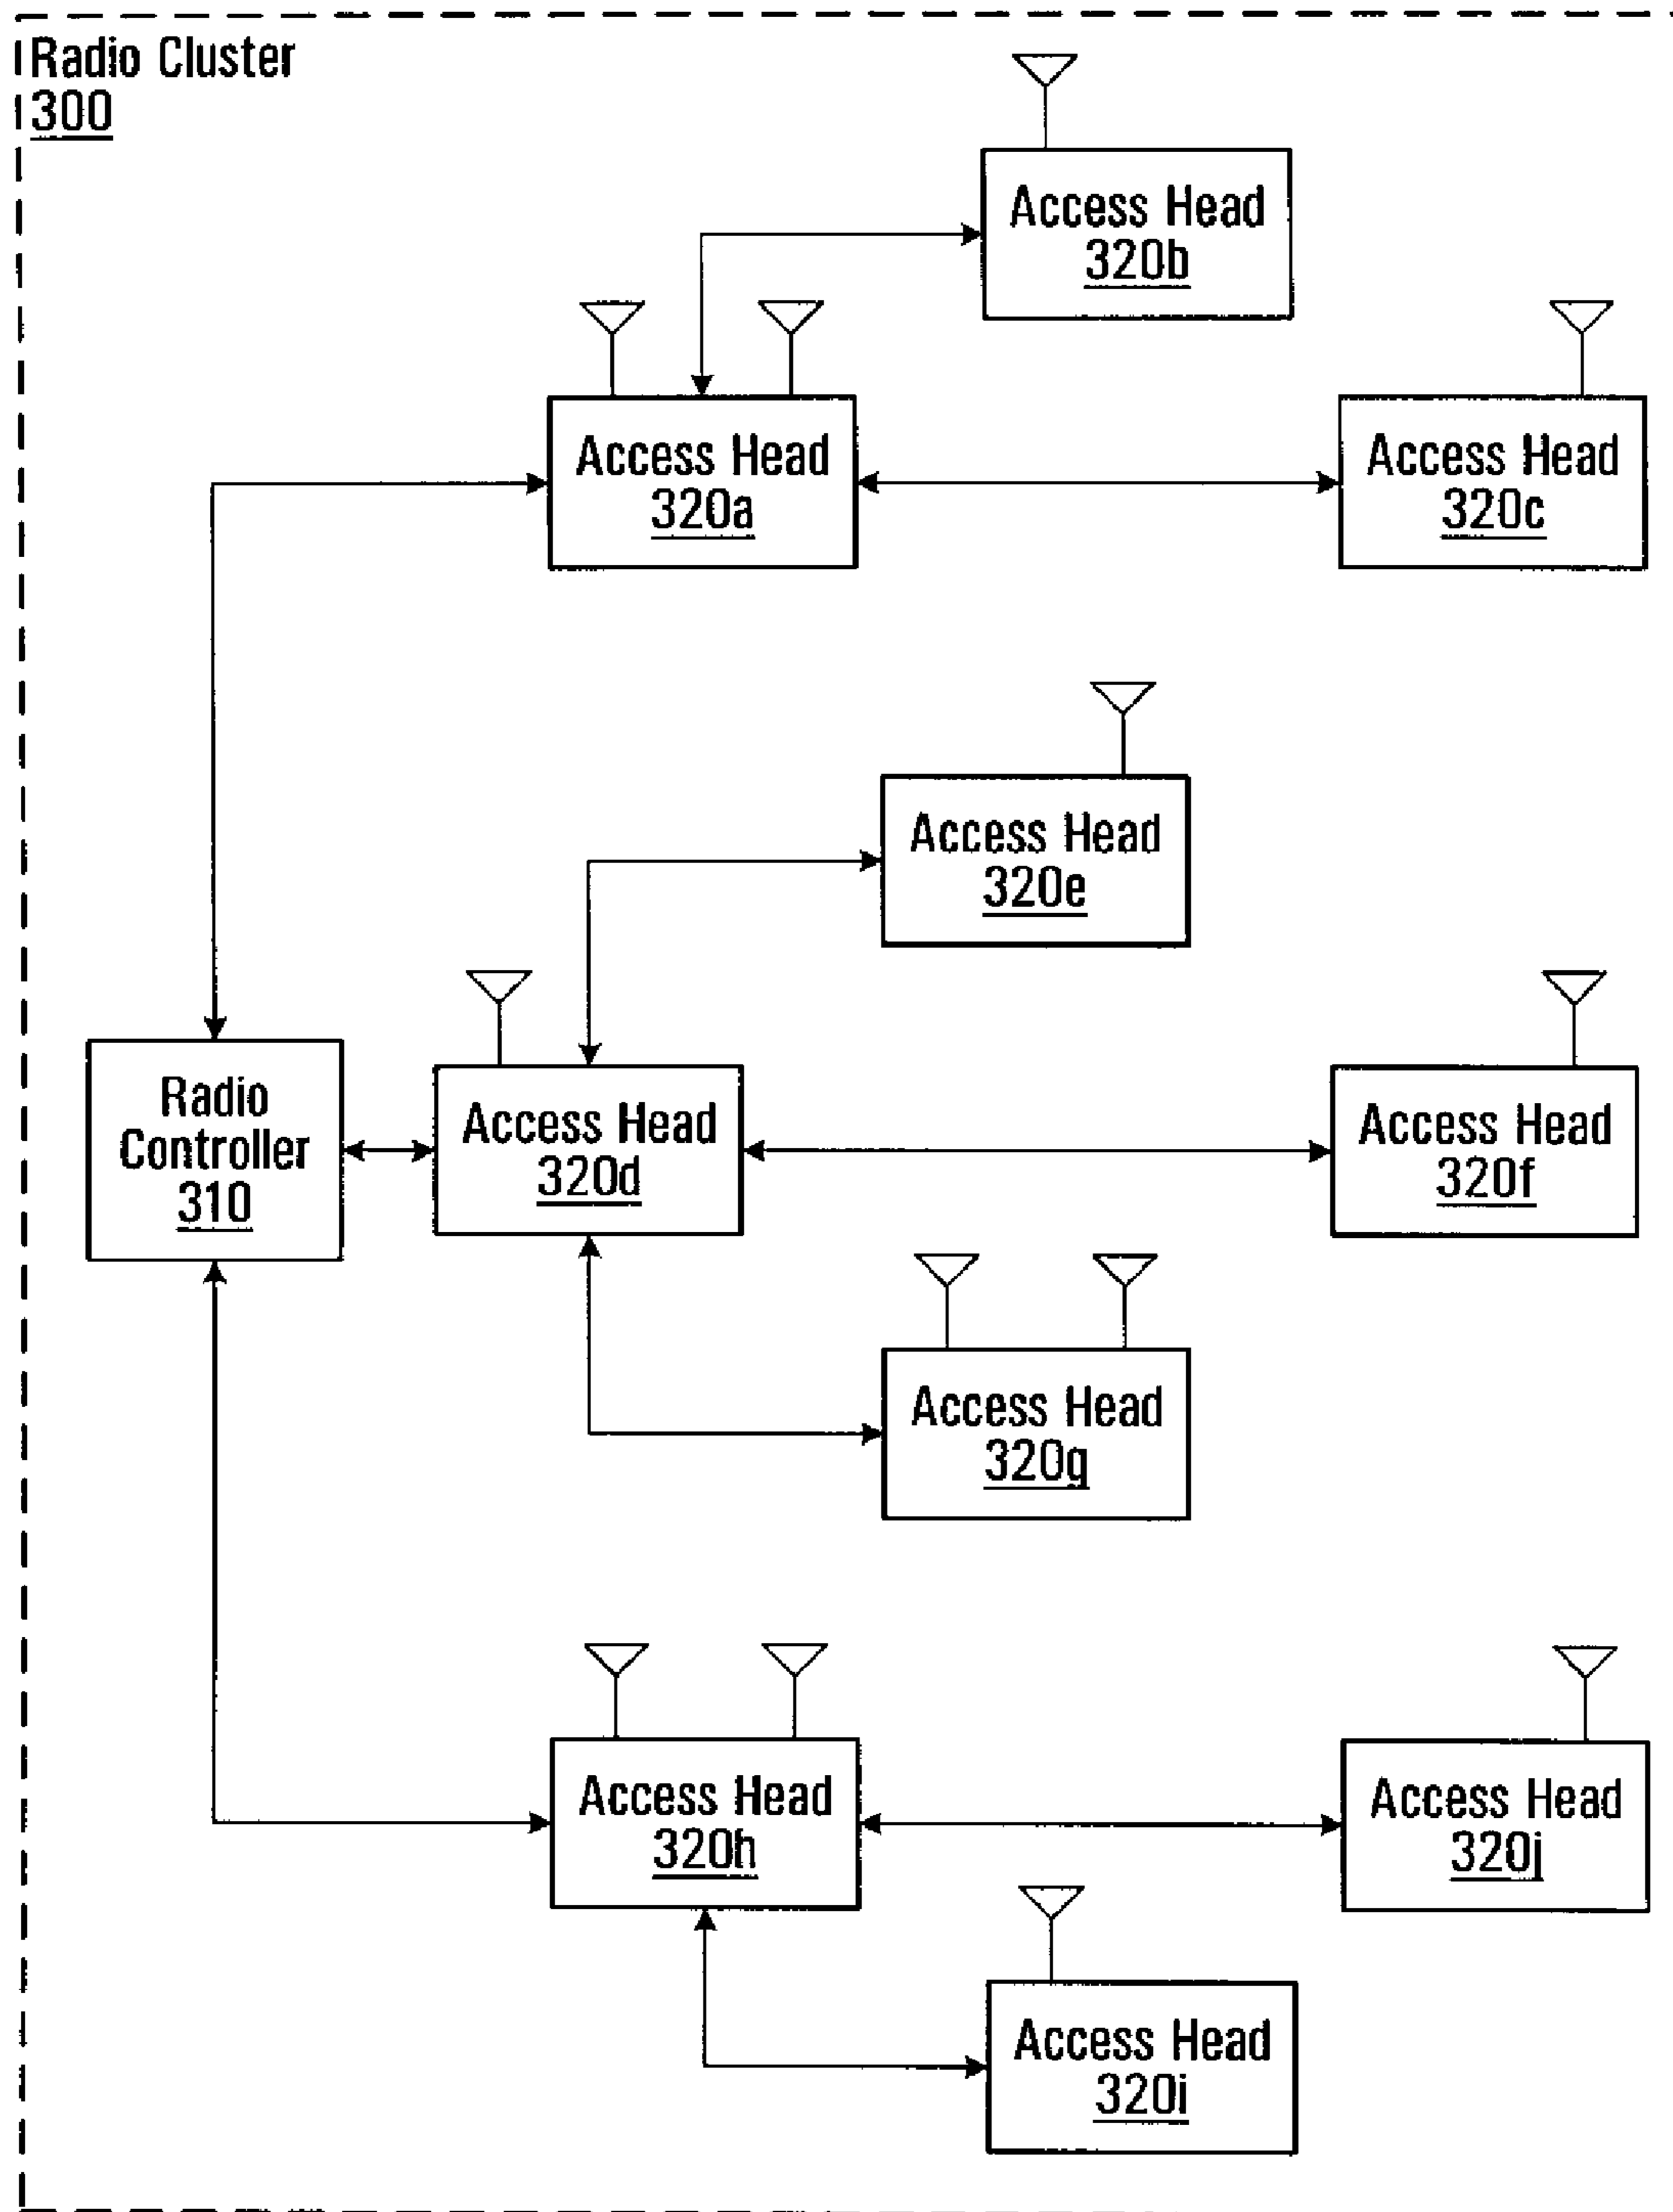 Radio Cluster
300
Access Head
320b
Access Head
320a
Access Head
320c
Access Head
320e
Radio
Controller
310
Access Head
320d
Access Head
320f
Access Head
320g
Access Head
320h
Access Head
320j
Access Head
320i